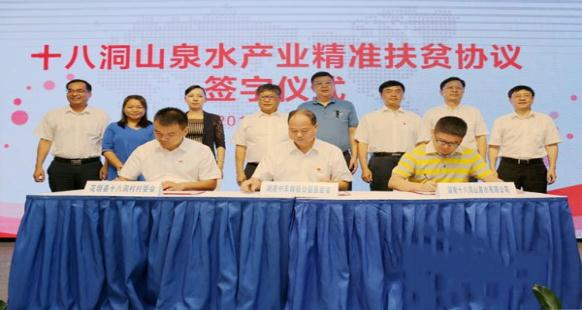 十八洞山泉水产业精准扶贫协议
签字仪式
201
花垣县十八洞村村委会
湖南十八洞山泉水有限公司